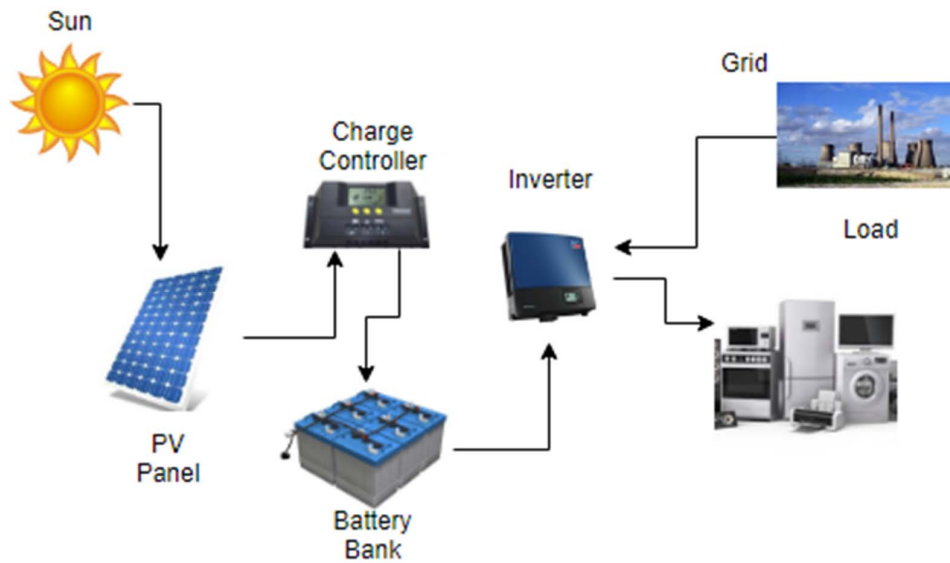 Sun
Grid
Charge
Controller
Inverter
Load
PV
Panel
Battery
Bank